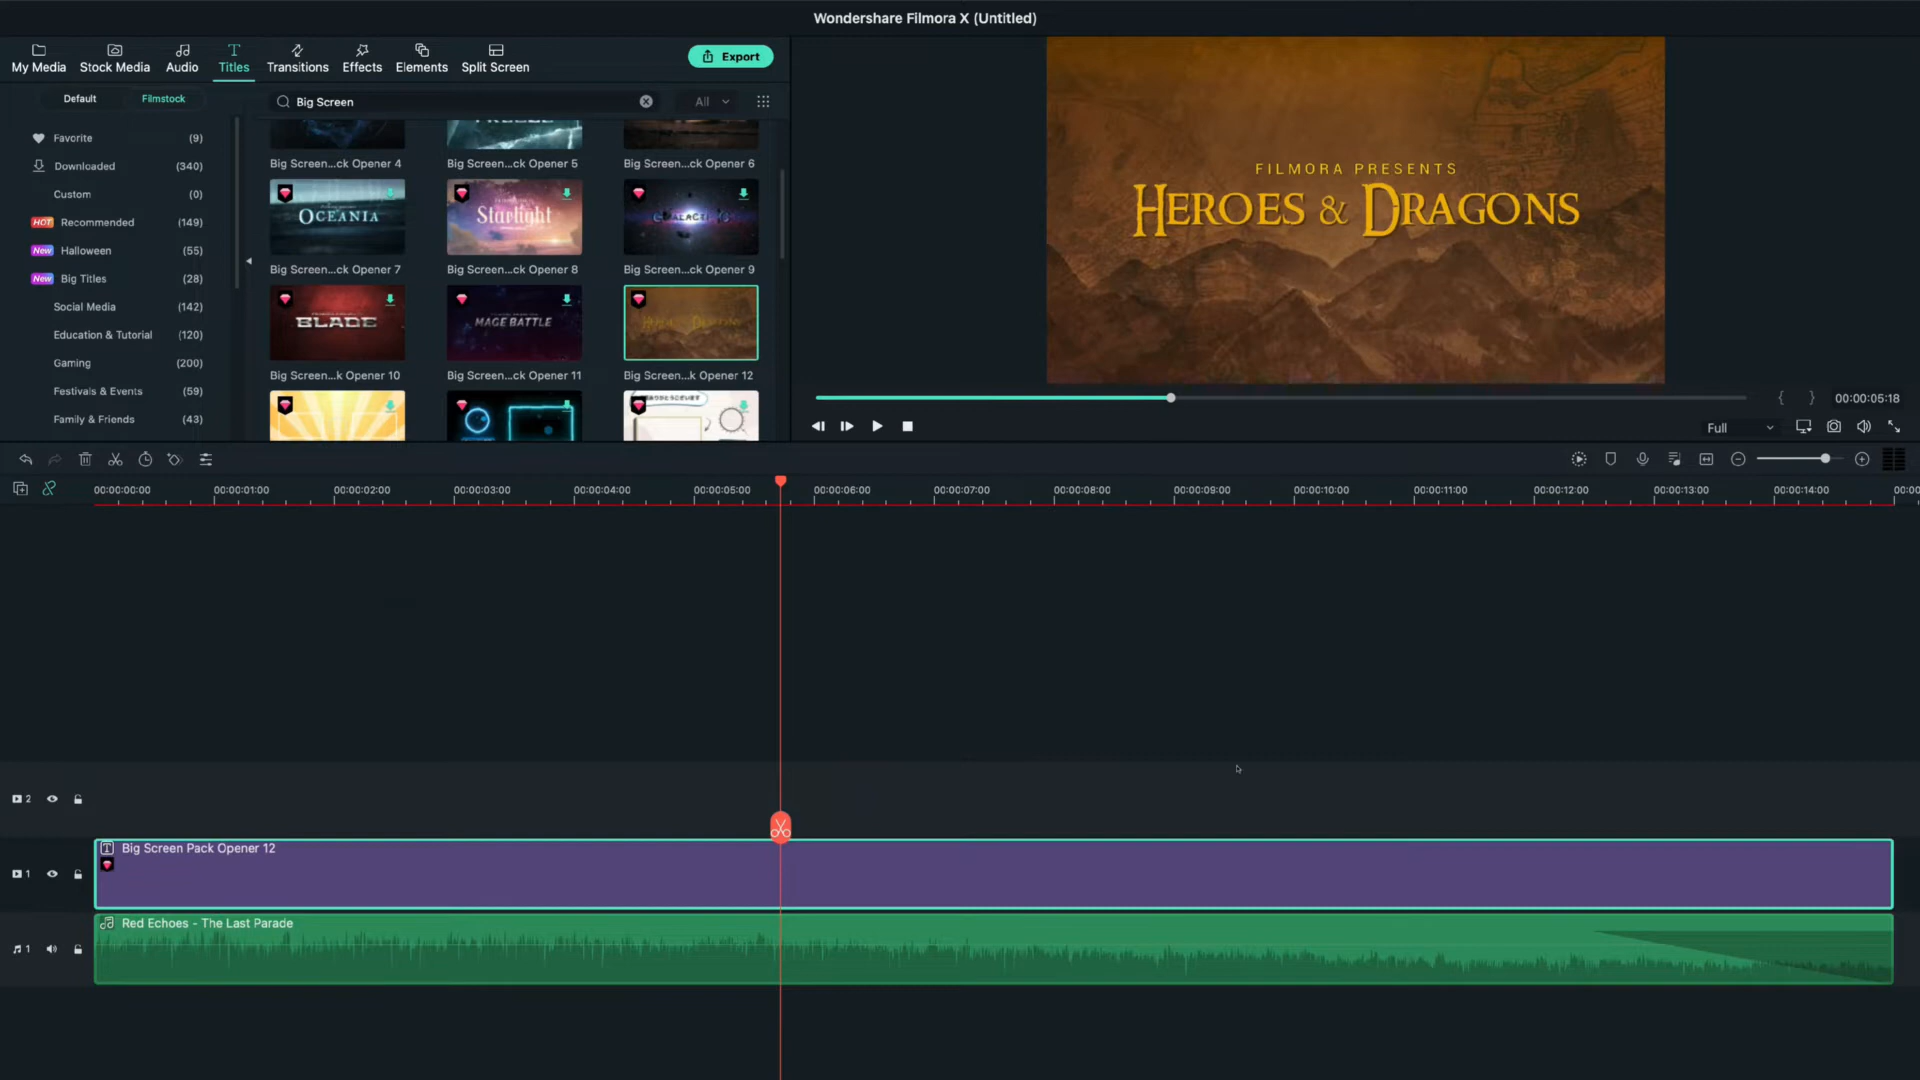 Wondershare Filmora X (Untitled)
My Media
Stock Media
Audio
Titles
Transitions
Effects
Elements
Split Screen
Export
Default
Filmstock
Big Screen
All
Favorite (9)
Downloaded (340)
Custom (0)
HOT Recommended (149)
New Halloween (55)
New Big Titles (28)
Social Media (142)
Education & Tutorial (120)
Gaming (200)
Festivals & Events (59)
Family & Friends (43)
Big Screen...ck Opener 4
Big Screen...ck Opener 5
Big Screen...ck Opener 6
OCEANIA
Starlight
Big Screen...ck Opener 7
Big Screen...ck Opener 8
Big Screen...ck Opener 9
BLADE
MAGE BATTLE
Heroes & Dragons
Big Screen...k Opener 10
Big Screen...ck Opener 11
Big Screen...k Opener 12
FILMORA PRESENTS
HEROES & DRAGONS
{ } 00:00:05:18
Full
00:00:00:00 00:00:01:00 00:00:02:00 00:00:03:00 00:00:04:00 00:00:05:00 00:00:06:00 00:00:07:00 00:00:08:00 00:00:09:00 00:00:10:00 00:00:11:00 00:00:12:00 00:00:13:00 00:00:14:00 00:00
2
Big Screen Pack Opener 12
1
Red Echoes - The Last Parade
1